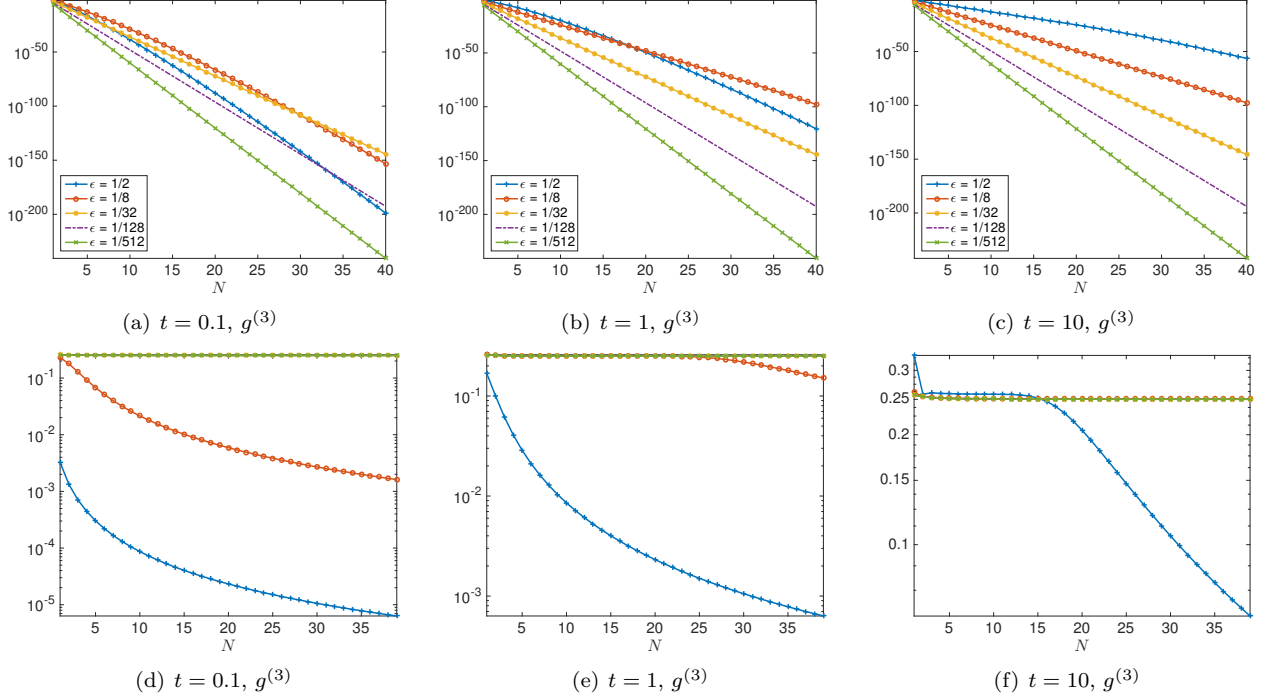 10^{-50}
10^{-100}
10^{-150}
10^{-200}
ϵ = 1/2
ϵ = 1/8
ϵ = 1/32
ϵ = 1/128
ϵ = 1/512
5 10 15 20 25 30 35 40
N
(a) t = 0.1, g^{(3)}
10^{-50}
10^{-100}
10^{-150}
10^{-200}
ϵ = 1/2
ϵ = 1/8
ϵ = 1/32
ϵ = 1/128
ϵ = 1/512
5 10 15 20 25 30 35 40
N
(b) t = 1, g^{(3)}
10^{-50}
10^{-100}
10^{-150}
10^{-200}
ϵ = 1/2
ϵ = 1/8
ϵ = 1/32
ϵ = 1/128
ϵ = 1/512
5 10 15 20 25 30 35 40
N
(c) t = 10, g^{(3)}
10^{-1}
10^{-2}
10^{-3}
10^{-4}
10^{-5}
5 10 15 20 25 30 35
N
(d) t = 0.1, g^{(3)}
10^{-1}
10^{-2}
10^{-3}
5 10 15 20 25 30 35
N
(e) t = 1, g^{(3)}
0.3
0.25
0.2
0.15
0.1
5 10 15 20 25 30 35
N
(f) t = 10, g^{(3)}